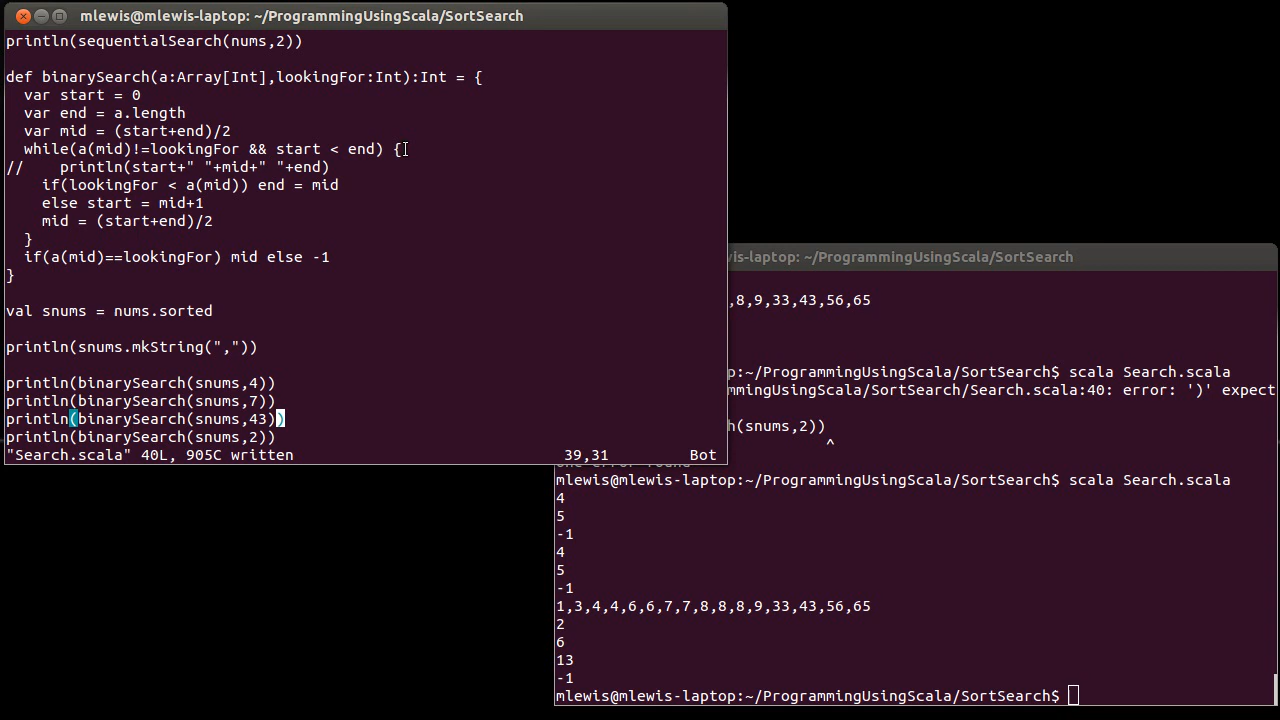 mlewis@mlewis-laptop: ~/ProgrammingUsingScala/SortSearch
println(sequentialSearch(nums,2))
def binarySearch(a:Array[Int],lookingFor:Int):Int = {
var start = 0
var end = a.length
var mid = (start+end)/2
while(a(mid)!=lookingFor && start < end) {
// println(start+" "+mid+" "+end)
if(lookingFor < a(mid)) end = mid
else start = mid+1
mid = (start+end)/2
}
if(a(mid)==lookingFor) mid else -1
}
val snums = nums.sorted
println(snums.mkString(","))
println(binarySearch(snums,4))
println(binarySearch(snums,7))
println(binarySearch(snums,43))
println(binarySearch(snums,2))
"Search.scala" 40L, 905C written 39,31 Bot
wis-laptop: ~/ProgrammingUsingScala/SortSearch
,8,9,33,43,56,65
p:~/ProgrammingUsingScala/SortSearch$ scala Search.scala
mmingUsingScala/SortSearch/Search.scala:40: error: ')' expect
h(snums,2))
^
one error found
mlewis@mlewis-laptop:~/ProgrammingUsingScala/SortSearch$ scala Search.scala
4
5
-1
4
5
-1
1,3,4,4,6,6,7,7,8,8,8,9,33,43,56,65
2
6
13
-1
mlewis@mlewis-laptop:~/ProgrammingUsingScala/SortSearch$